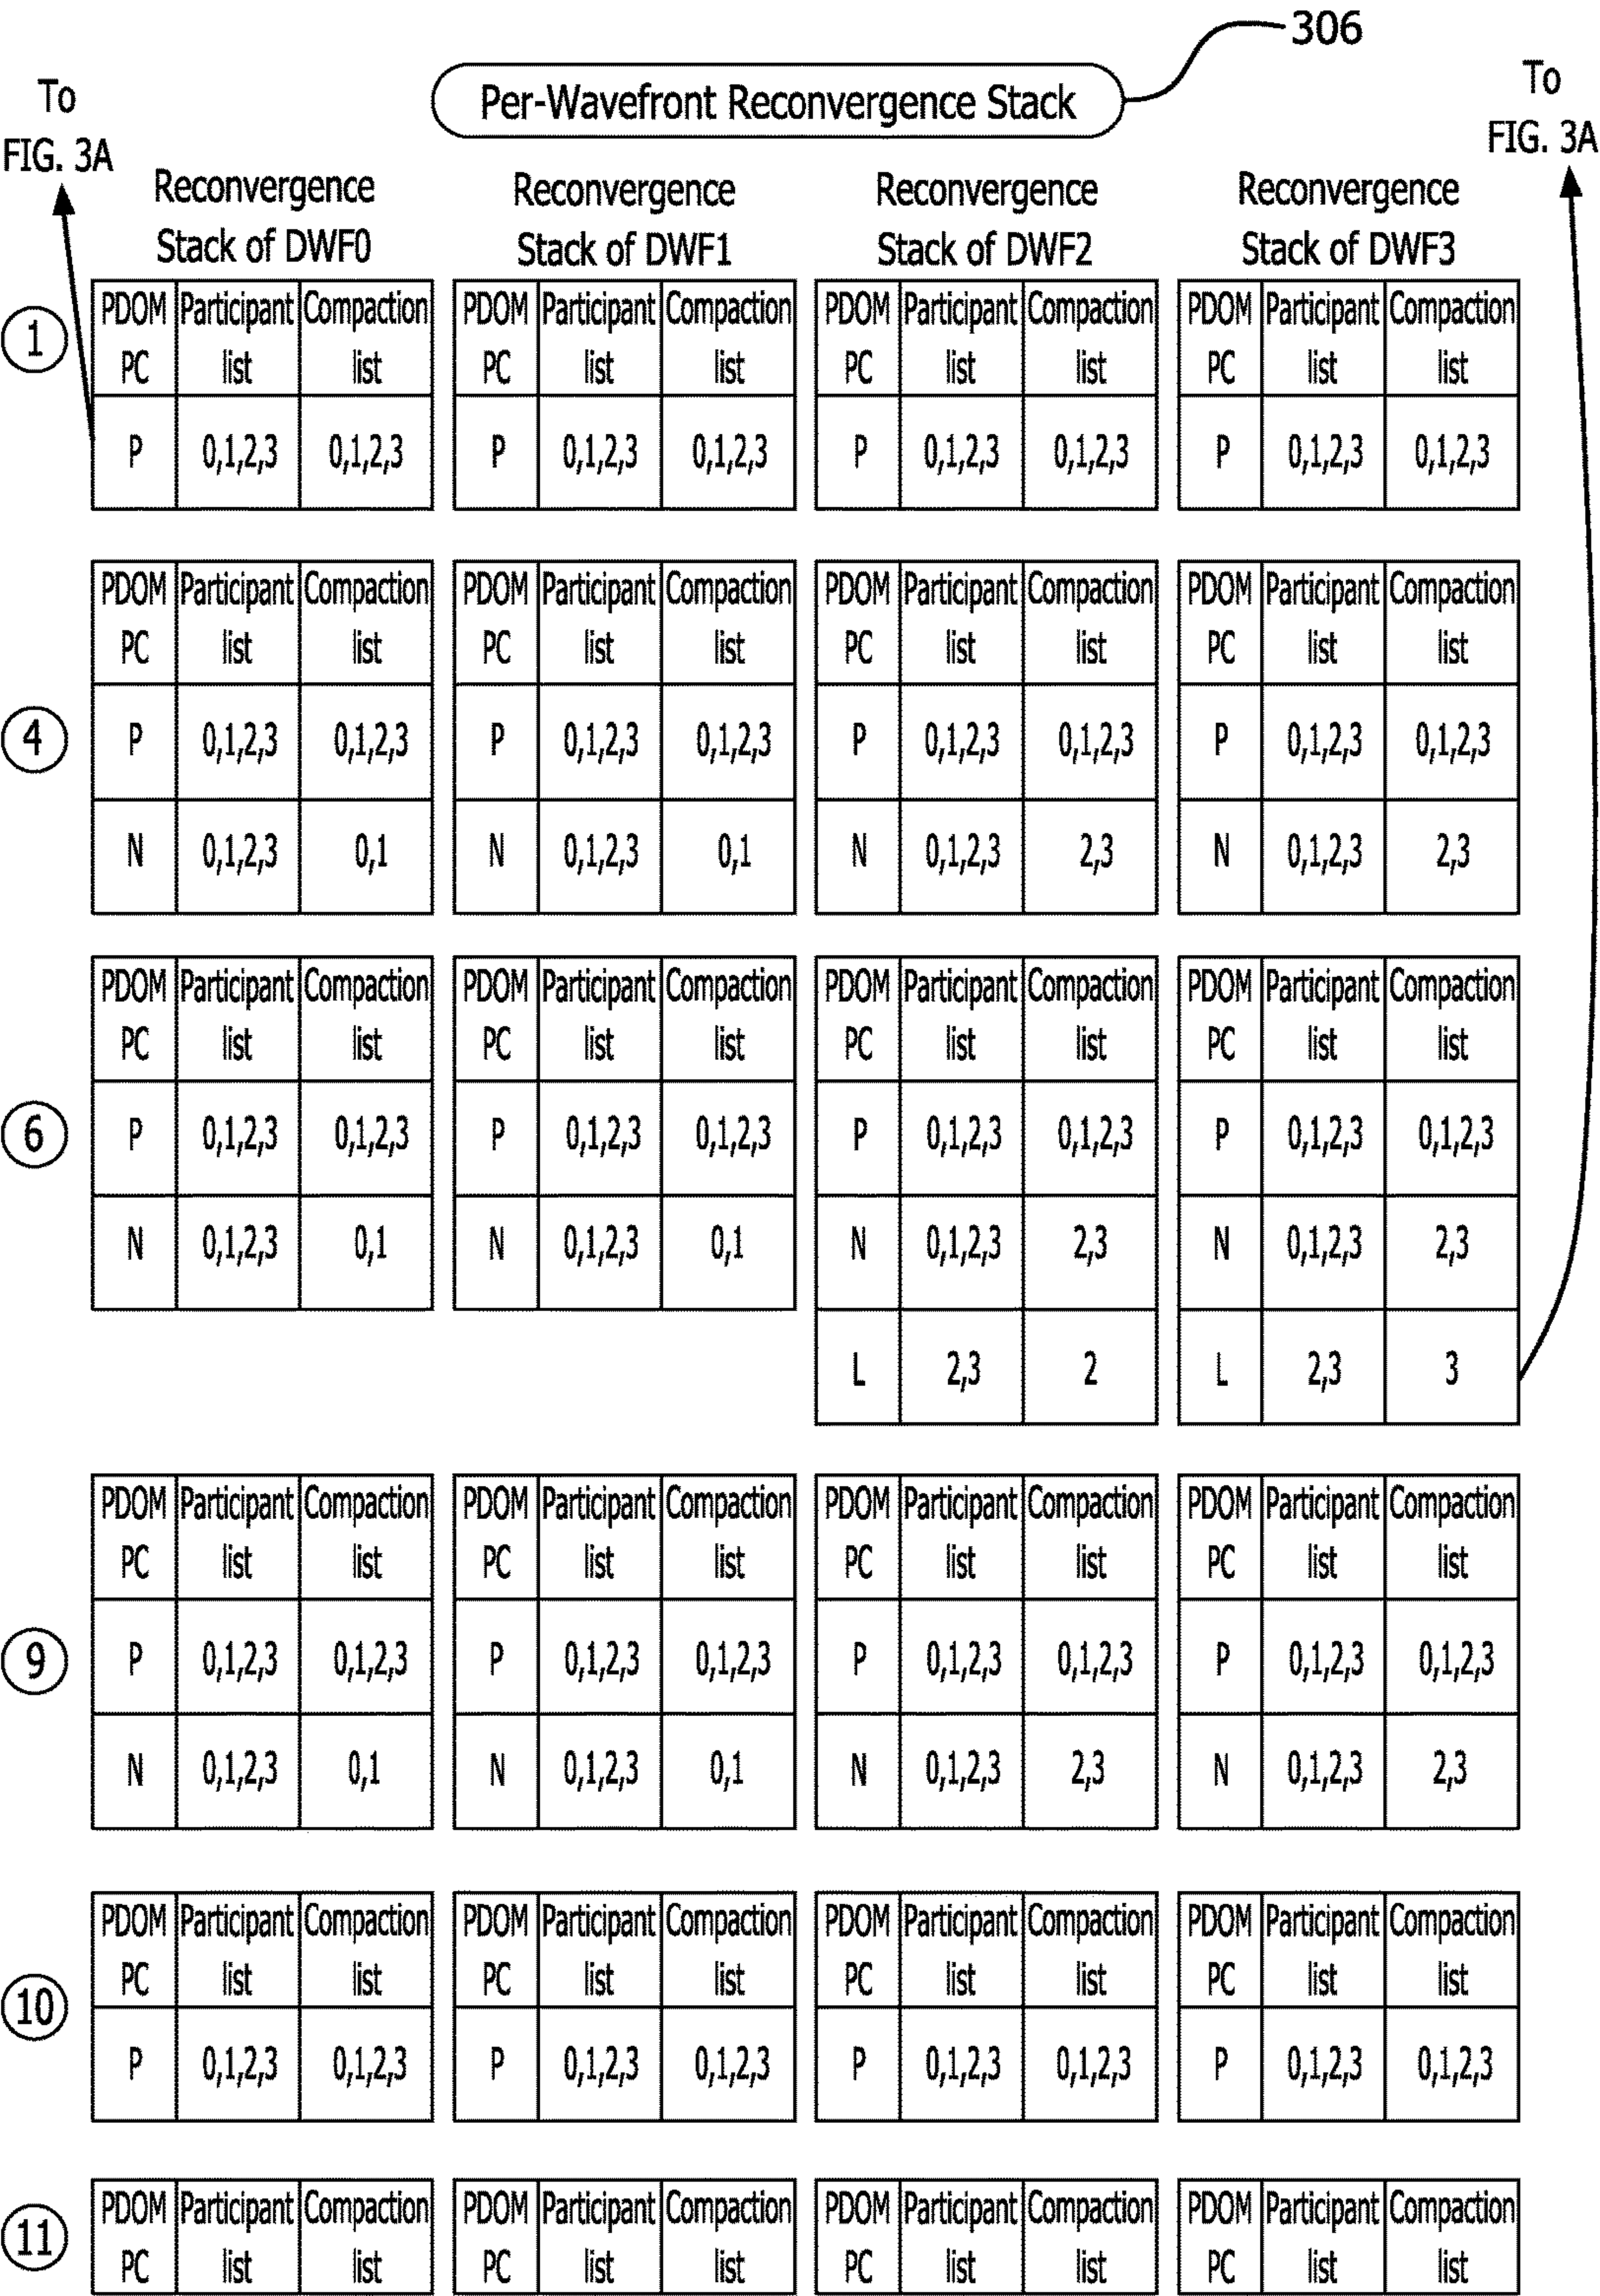 306
Per-Wavefront Reconvergence Stack
To
FIG. 3A
To
FIG. 3A
Reconvergence Reconvergence Reconvergence Reconvergence
Stack of DWF0 Stack of DWF1 Stack of DWF2 Stack of DWF3
1
PDOM Participant Compaction PDOM Participant Compaction PDOM Participant Compaction PDOM Participant Compaction
PC list list PC list list PC list list PC list list
P 0,1,2,3 0,1,2,3 P 0,1,2,3 0,1,2,3 P 0,1,2,3 0,1,2,3 P 0,1,2,3 0,1,2,3
4
PDOM Participant Compaction PDOM Participant Compaction PDOM Participant Compaction PDOM Participant Compaction
PC list list PC list list PC list list PC list list
P 0,1,2,3 0,1,2,3 P 0,1,2,3 0,1,2,3 P 0,1,2,3 0,1,2,3 P 0,1,2,3 0,1,2,3
N 0,1,2,3 0,1 N 0,1,2,3 0,1 N 0,1,2,3 2,3 N 0,1,2,3 2,3
6
PDOM Participant Compaction PDOM Participant Compaction PDOM Participant Compaction PDOM Participant Compaction
PC list list PC list list PC list list PC list list
P 0,1,2,3 0,1,2,3 P 0,1,2,3 0,1,2,3 P 0,1,2,3 0,1,2,3 P 0,1,2,3 0,1,2,3
N 0,1,2,3 0,1 N 0,1,2,3 0,1 N 0,1,2,3 2,3 N 0,1,2,3 2,3
L 2,3 2 L 2,3 3
9
PDOM Participant Compaction PDOM Participant Compaction PDOM Participant Compaction PDOM Participant Compaction
PC list list PC list list PC list list PC list list
P 0,1,2,3 0,1,2,3 P 0,1,2,3 0,1,2,3 P 0,1,2,3 0,1,2,3 P 0,1,2,3 0,1,2,3
N 0,1,2,3 0,1 N 0,1,2,3 0,1 N 0,1,2,3 2,3 N 0,1,2,3 2,3
10
PDOM Participant Compaction PDOM Participant Compaction PDOM Participant Compaction PDOM Participant Compaction
PC list list PC list list PC list list PC list list
P 0,1,2,3 0,1,2,3 P 0,1,2,3 0,1,2,3 P 0,1,2,3 0,1,2,3 P 0,1,2,3 0,1,2,3
11
PDOM Participant Compaction PDOM Participant Compaction PDOM Participant Compaction PDOM Participant Compaction
PC list list PC list list PC list list PC list list